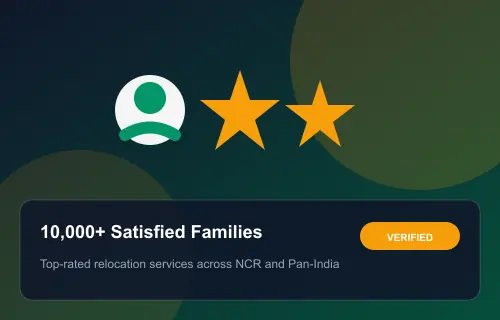 10,000+ Satisfied Families
VERIFIED
Top-rated relocation services across NCR and Pan-India